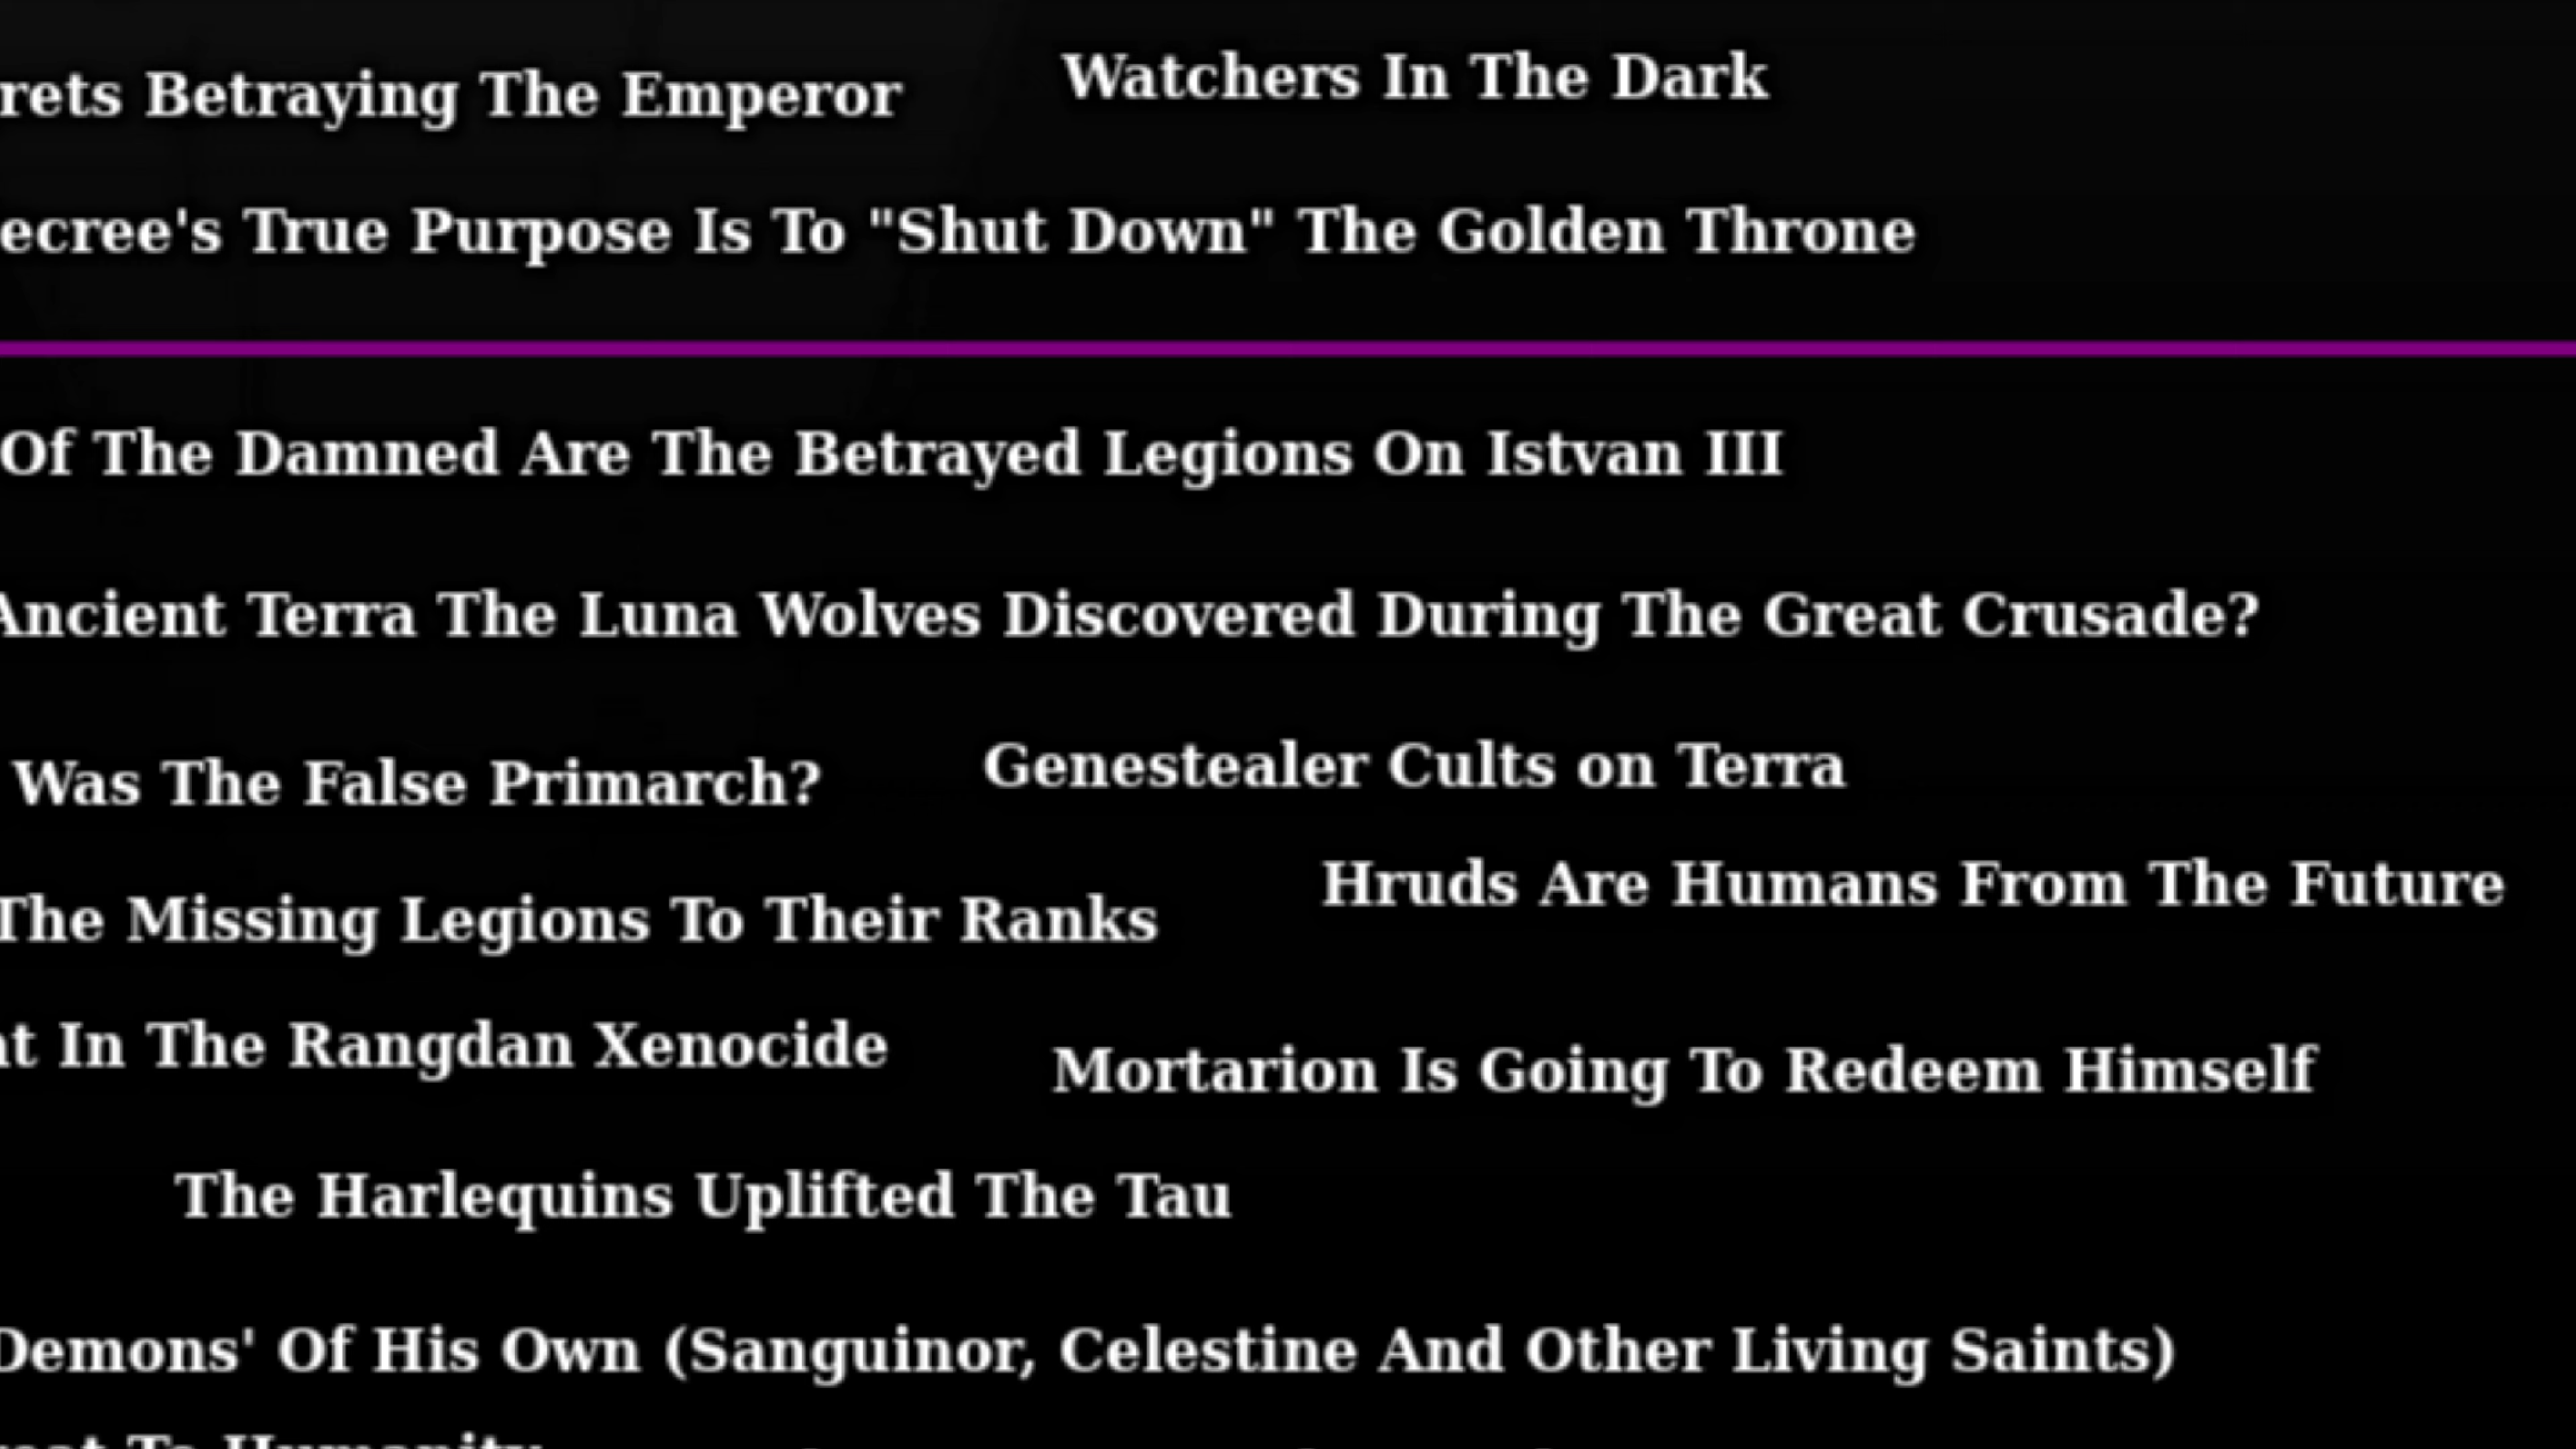 rets Betraying The Emperor
Watchers In The Dark
ecree's True Purpose Is To "Shut Down" The Golden Throne
Of The Damned Are The Betrayed Legions On Istvan III
Ancient Terra The Luna Wolves Discovered During The Great Crusade?
Was The False Primarch?
Genestealer Cults on Terra
Hruds Are Humans From The Future
The Missing Legions To Their Ranks
t In The Rangdan Xenocide
Mortarion Is Going To Redeem Himself
The Harlequins Uplifted The Tau
Demons' Of His Own (Sanguinor, Celestine And Other Living Saints)
To Humanity